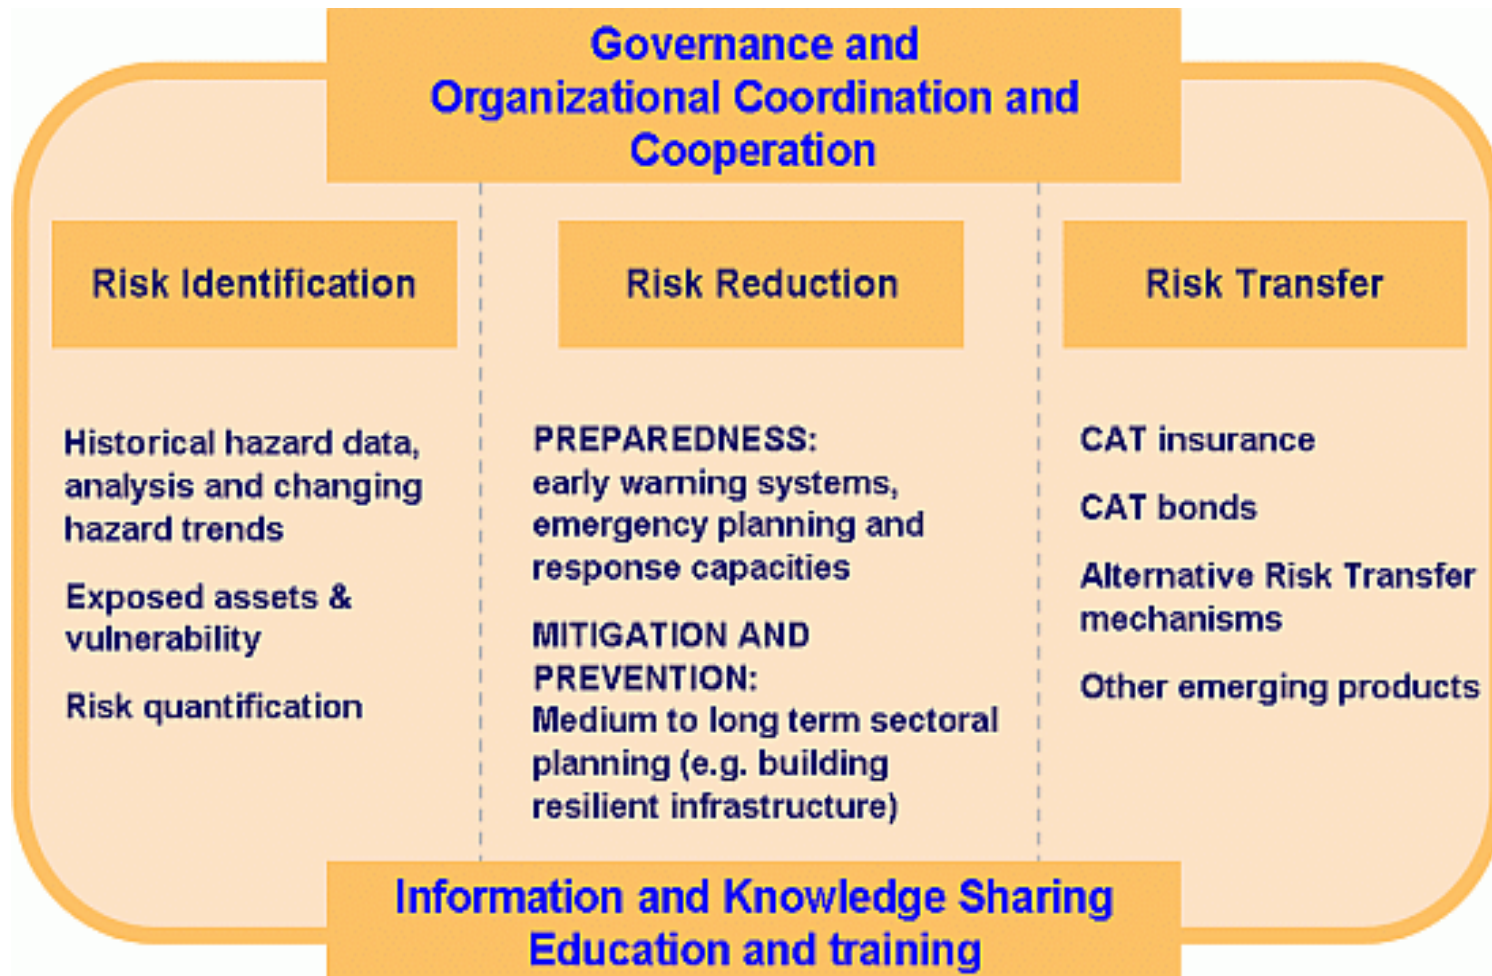 Governance and
Organizational Coordination and
Cooperation
Risk Identification
Historical hazard data,
analysis and changing
hazard trends
Exposed assets &
vulnerability
Risk quantification
Risk Reduction
PREPAREDNESS:
early warning systems,
emergency planning and
response capacities
MITIGATION AND
PREVENTION:
Medium to long term sectoral
planning (e.g. building
resilient infrastructure)
Risk Transfer
CAT insurance
CAT bonds
Alternative Risk Transfer
mechanisms
Other emerging products
Information and Knowledge Sharing
Education and training